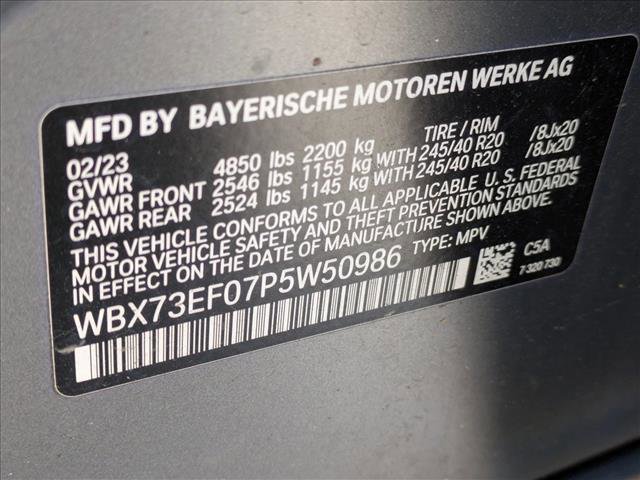 MFD BY BAYERISCHE MOTOREN WERKE AG
02/23 TIRE / RIM
GVWR 4850 lbs 2200 kg
GAWR FRONT 2546 lbs 1155 kg WITH 245/40 R20 /8Jx20
GAWR REAR 2524 lbs 1145 kg WITH 245/40 R20 /8Jx20
THIS VEHICLE CONFORMS TO ALL APPLICABLE U. S. FEDERAL
MOTOR VEHICLE SAFETY AND THEFT PREVENTION STANDARDS
IN EFFECT ON THE DATE OF MANUFACTURE SHOWN ABOVE.
WBX73EF07P5W50986 TYPE: MPV C5A
7 320 730